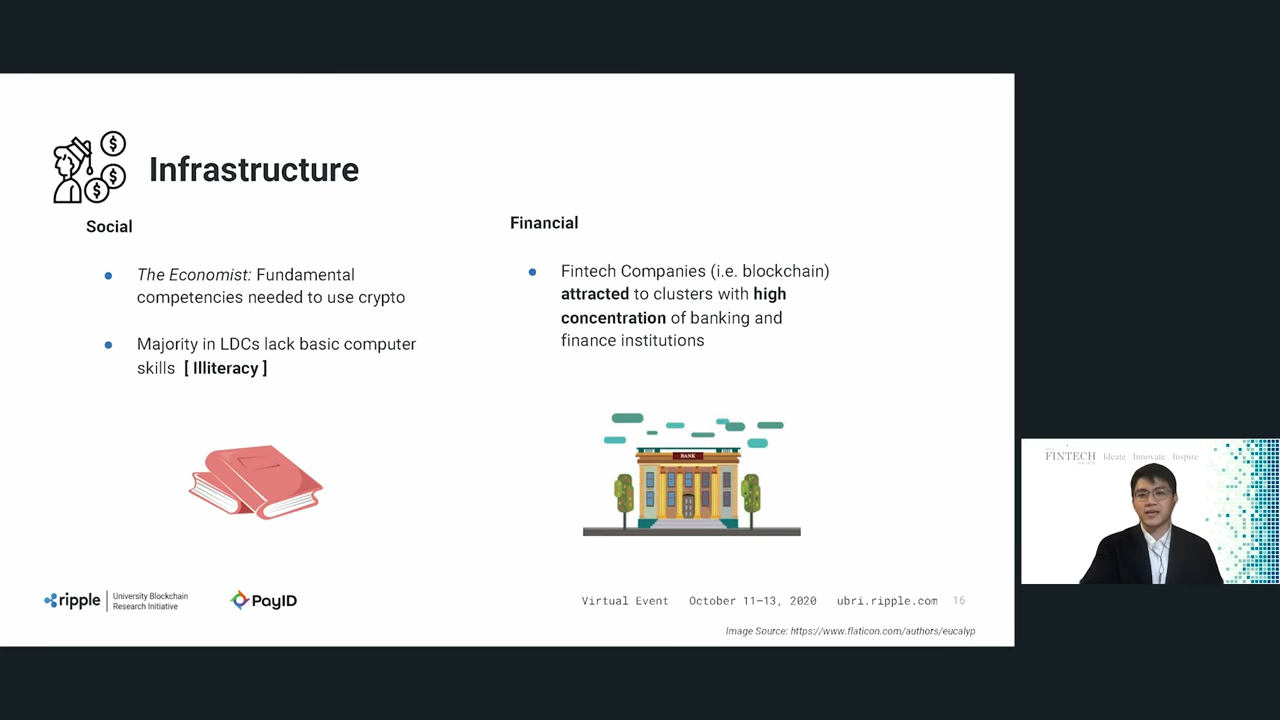 Infrastructure
Social
The Economist: Fundamental
competencies needed to use crypto
Majority in LDCs lack basic computer
skills [ Illiteracy ]
Financial
Fintech Companies (i.e. blockchain)
attracted to clusters with high
concentration of banking and
finance institutions
$
$
$
BANK
ripple
University Blockchain
Research Initiative
PayID
Virtual Event October 11–13, 2020 ubri.ripple.com 16
Image Source: https://www.flaticon.com/authors/eucalyp
FINTECH Ideate . Innovate . Inspire